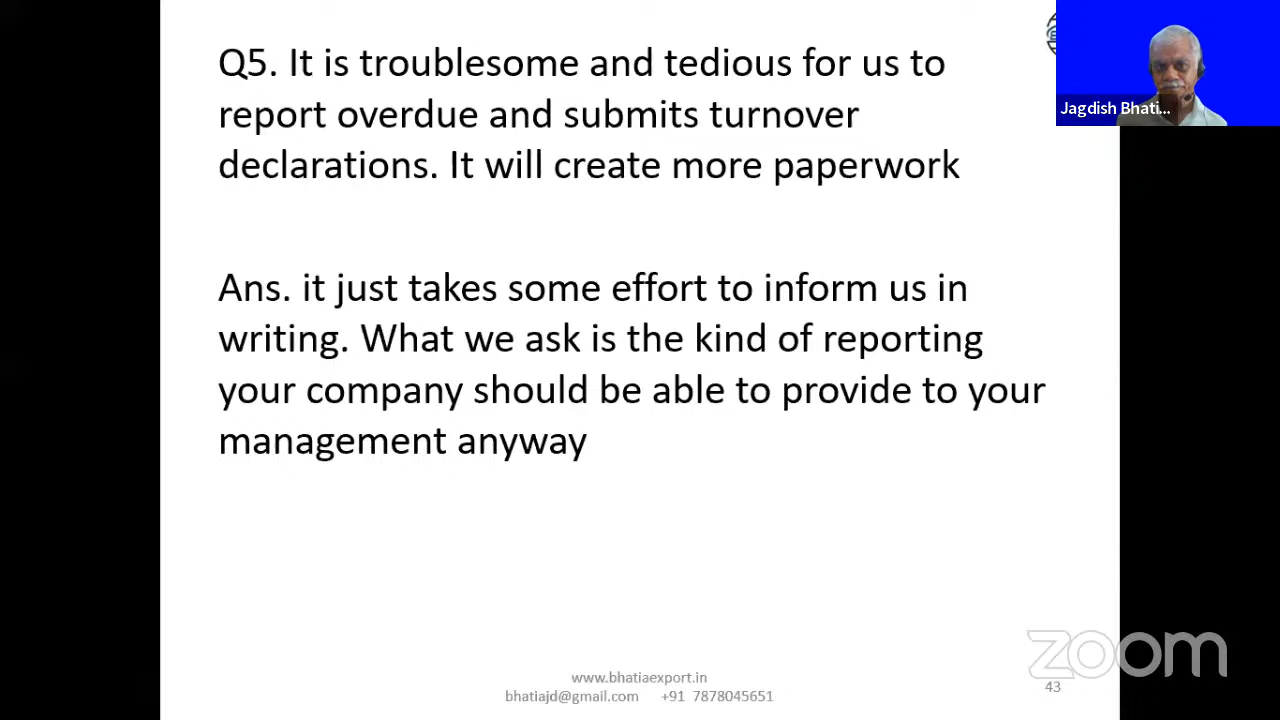 Q5. It is troublesome and tedious for us to
report overdue and submits turnover
declarations. It will create more paperwork
Jagdish Bhati...
Ans. it just takes some effort to inform us in
writing. What we ask is the kind of reporting
your company should be able to provide to your
management anyway
zoom
www.bhatiaexport.in
bhatiajd@gmail.com +91 7878045651
43